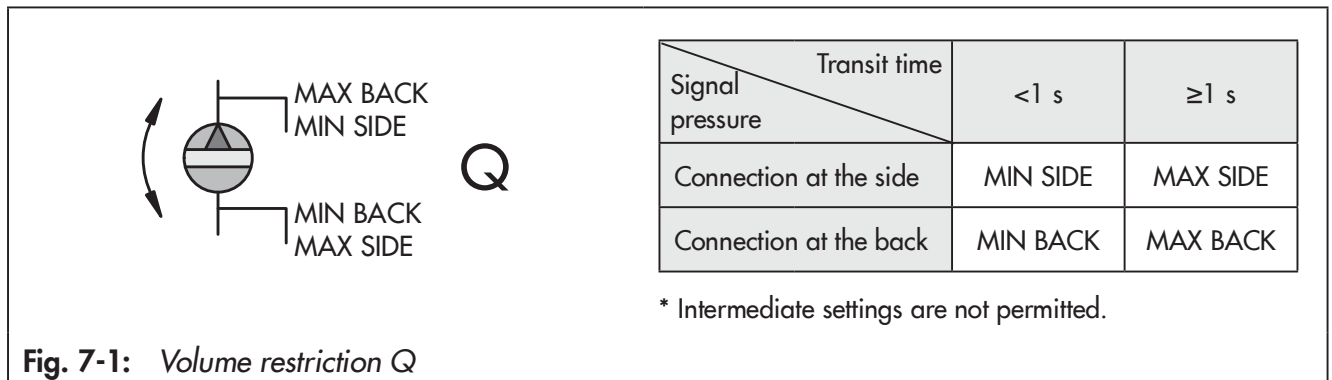 MAX BACK
MIN SIDE
Q
MIN BACK
MAX SIDE
Transit time
Signal
pressure
<1 s
≥1 s
Connection at the side
MIN SIDE
MAX SIDE
Connection at the back
MIN BACK
MAX BACK
* Intermediate settings are not permitted.
Fig. 7-1: Volume restriction Q